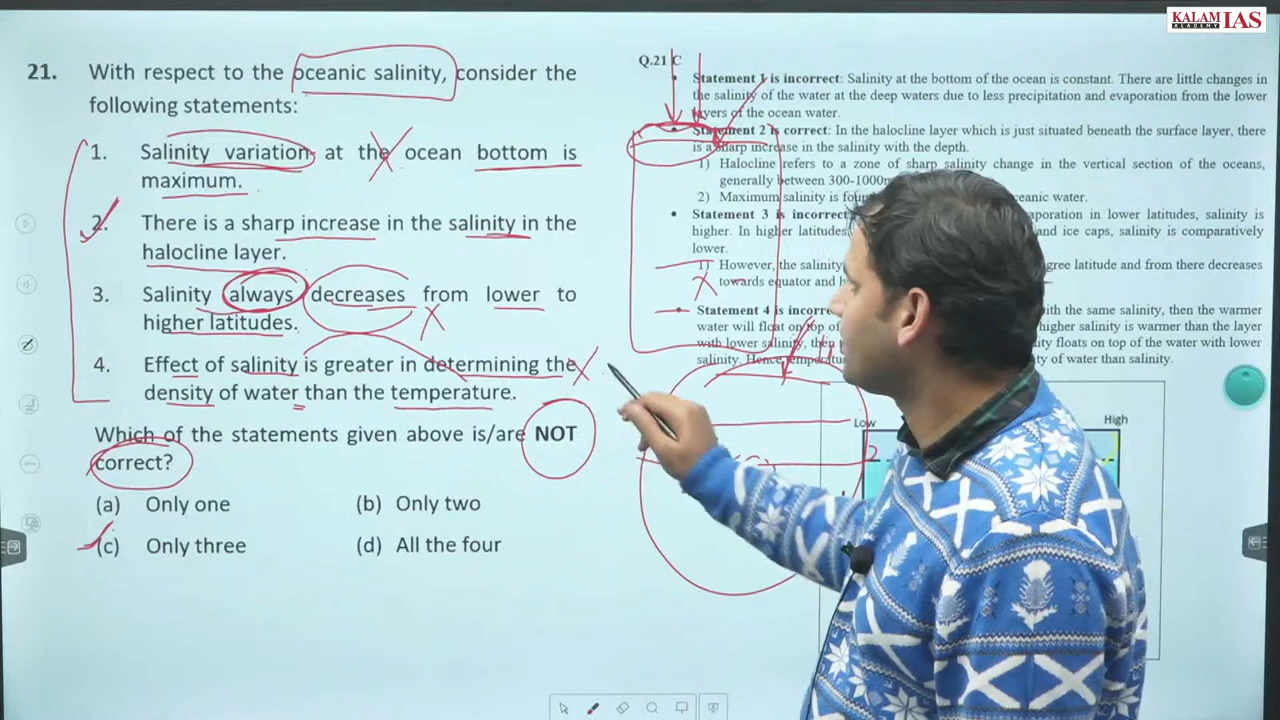 KALAM IAS
ACADEMY
21. With respect to the oceanic salinity, consider the
following statements:
1. Salinity variation at the ocean bottom is
maximum.
2. There is a sharp increase in the salinity in the
halocline layer.
3. Salinity always decreases from lower to
higher latitudes.
4. Effect of salinity is greater in determining the
density of water than the temperature.
Which of the statements given above is/are NOT
correct?
(a) Only one (b) Only two
(c) Only three (d) All the four
Q.21 C
• Statement 1 is incorrect: Salinity at the bottom of the ocean is constant. There are little changes in
the salinity of the water at the deep waters due to less precipitation and evaporation from the lower
layers of the ocean water.
• Statement 2 is correct: In the halocline layer which is just situated beneath the surface layer, there
is a sharp increase in the salinity with the depth.
1) Halocline refers to a zone of sharp salinity change in the vertical section of the oceans,
generally between 300-1000m
2) Maximum salinity is eanic water.
• Statement 3 is incorrect aporation in lower latitudes, salinity is
higher. In higher latitudes, and ice caps, salinity is comparatively
lower.
1) However, the salinity gree latitude and from there decreases
towards equator and
• Statement 4 is incorre with the same salinity, then the warmer
water will float on top of higher salinity is warmer than the layer
with lower salinity, then ty floats on top of the water with lower
salinity. Hence, temperatu ty of water than salinity.
Low High
2